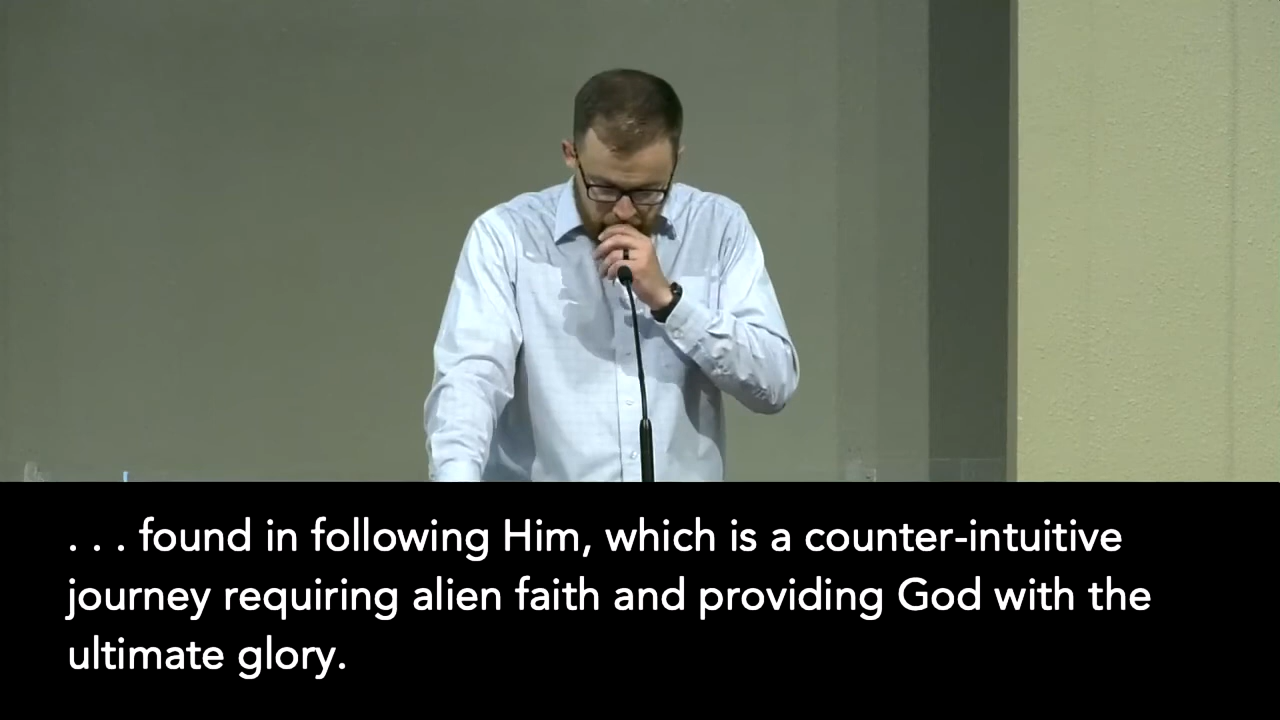 . . . found in following Him, which is a counter-intuitive
journey requiring alien faith and providing God with the
ultimate glory.